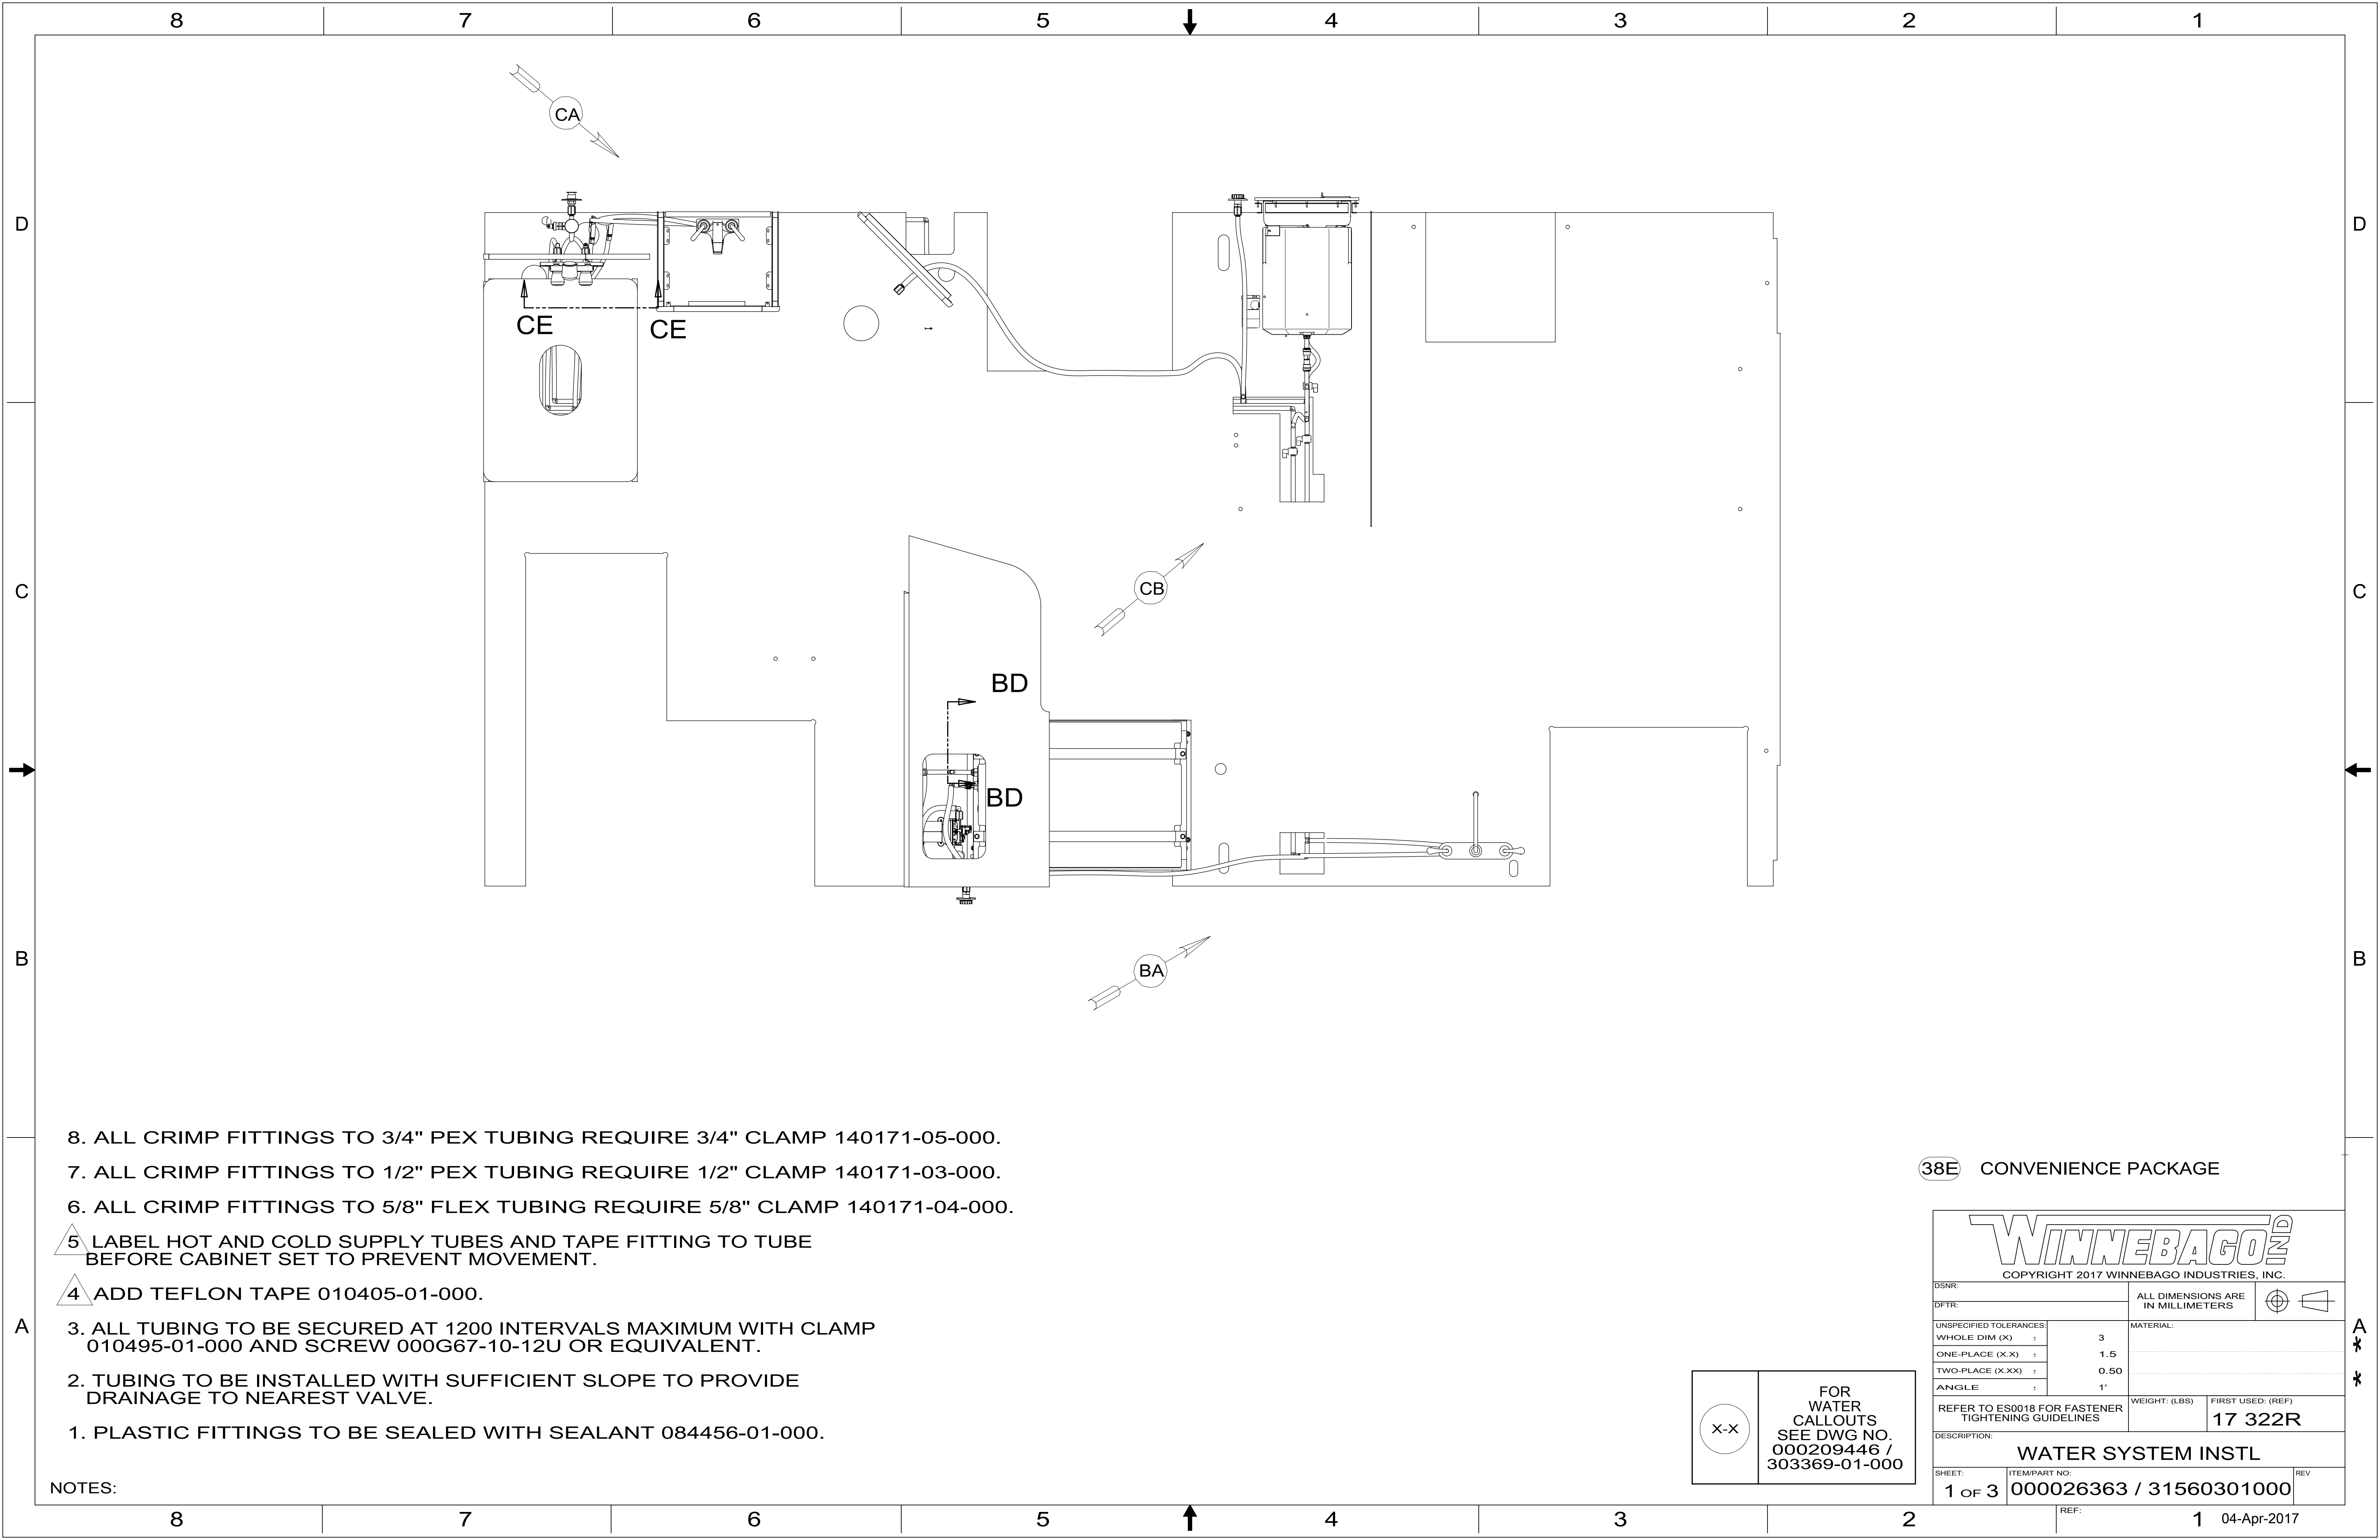 8 7 6 5 4 3 2 1
CA
D D
CE CE
C C
CB
BD
BD
B B
BA
8. ALL CRIMP FITTINGS TO 3/4" PEX TUBING REQUIRE 3/4" CLAMP 140171-05-000.
7. ALL CRIMP FITTINGS TO 1/2" PEX TUBING REQUIRE 1/2" CLAMP 140171-03-000.
6. ALL CRIMP FITTINGS TO 5/8" FLEX TUBING REQUIRE 5/8" CLAMP 140171-04-000.
5 LABEL HOT AND COLD SUPPLY TUBES AND TAPE FITTING TO TUBE
BEFORE CABINET SET TO PREVENT MOVEMENT.
4 ADD TEFLON TAPE 010405-01-000.
3. ALL TUBING TO BE SECURED AT 1200 INTERVALS MAXIMUM WITH CLAMP
010495-01-000 AND SCREW 000G67-10-12U OR EQUIVALENT.
2. TUBING TO BE INSTALLED WITH SUFFICIENT SLOPE TO PROVIDE
DRAINAGE TO NEAREST VALVE.
1. PLASTIC FITTINGS TO BE SEALED WITH SEALANT 084456-01-000.
NOTES:
A A
38E CONVENIENCE PACKAGE
X-X
FOR
WATER
CALLOUTS
SEE DWG NO.
000209446 /
303369-01-000
WINNEBAGO IND
COPYRIGHT 2017 WINNEBAGO INDUSTRIES, INC.
DSNR:
DFTR:
ALL DIMENSIONS ARE
IN MILLIMETERS
UNSPECIFIED TOLERANCES:
WHOLE DIM (X) ± 3
ONE-PLACE (X.X) ± 1.5
TWO-PLACE (X.XX) ± 0.50
ANGLE ± 1°
MATERIAL:
REFER TO ES0018 FOR FASTENER
TIGHTENING GUIDELINES
WEIGHT: (LBS)
FIRST USED: (REF)
17 322R
DESCRIPTION:
WATER SYSTEM INSTL
SHEET:
1 OF 3
ITEM/PART NO:
000026363 / 31560301000
REV
8 7 6 5 4 3 2 1
REF:
04-Apr-2017